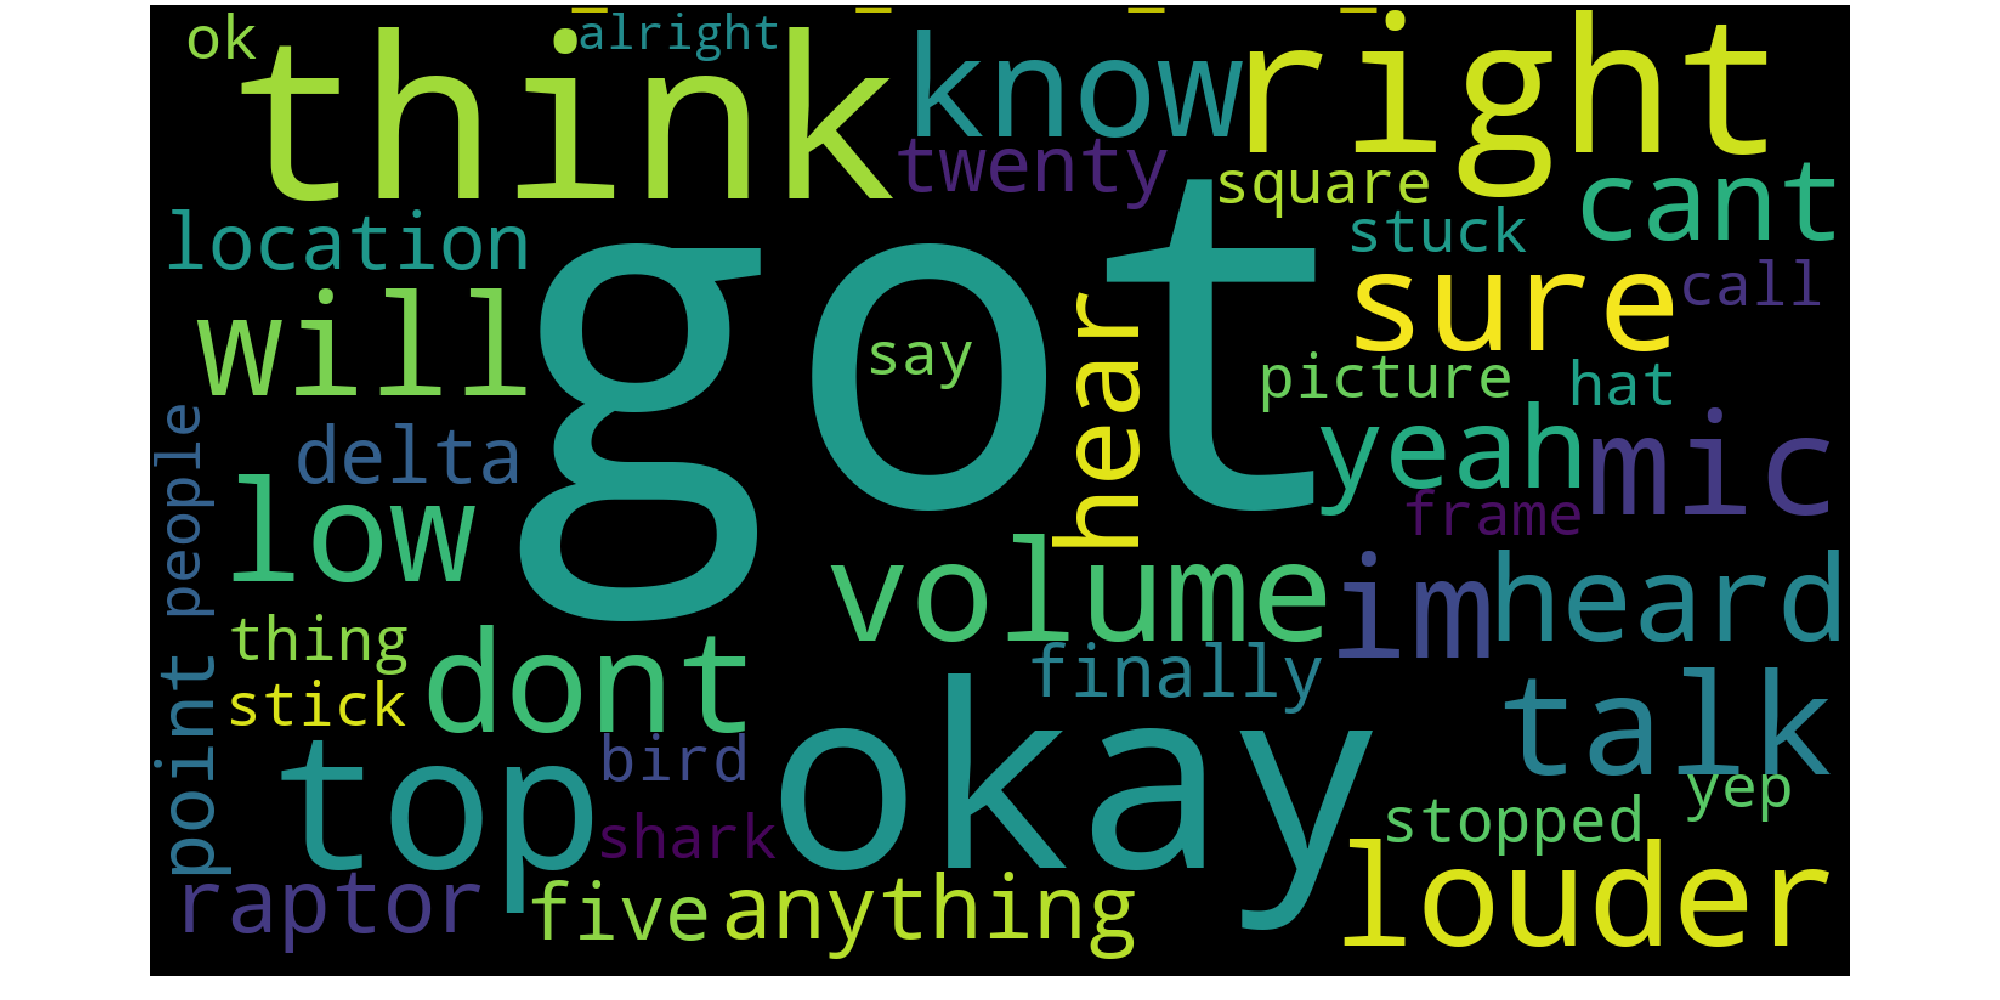 ok
alright
think
know
right
twenty
square
cant
location
stuck
got
sure
call
will
hear
say
picture
hat
people
delta
yeah
mic
low
frame
volume
im
heard
thing
dont
finally
stick
point
talk
top
bird
okay
yep
shark
stopped
raptor
five
anything
louder